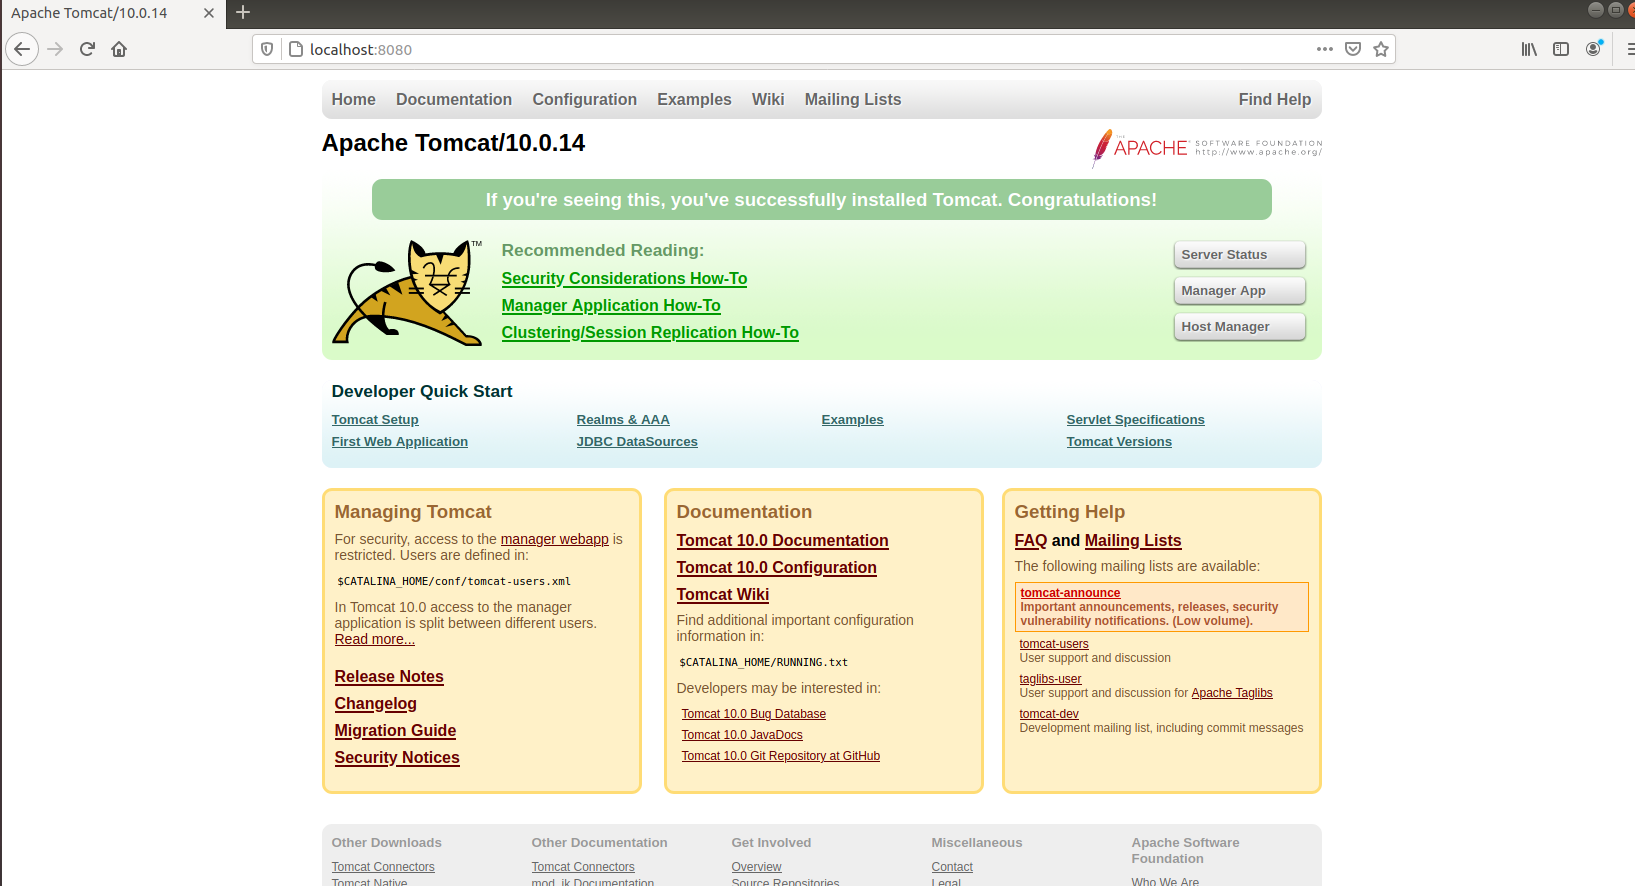 Apache Tomcat/10.0.14
localhost:8080
Home Documentation Configuration Examples Wiki Mailing Lists Find Help
Apache Tomcat/10.0.14
THE
APACHE SOFTWARE FOUNDATION
http://www.apache.org/
If you're seeing this, you've successfully installed Tomcat. Congratulations!
TM
Recommended Reading:
Security Considerations How-To
Manager Application How-To
Clustering/Session Replication How-To
Server Status
Manager App
Host Manager
Developer Quick Start
Tomcat Setup
First Web Application
Realms & AAA
JDBC DataSources
Examples
Servlet Specifications
Tomcat Versions
Managing Tomcat
For security, access to the manager webapp is
restricted. Users are defined in:
$CATALINA_HOME/conf/tomcat-users.xml
In Tomcat 10.0 access to the manager
application is split between different users.
Read more...
Release Notes
Changelog
Migration Guide
Security Notices
Documentation
Tomcat 10.0 Documentation
Tomcat 10.0 Configuration
Tomcat Wiki
Find additional important configuration
information in:
$CATALINA_HOME/RUNNING.txt
Developers may be interested in:
Tomcat 10.0 Bug Database
Tomcat 10.0 JavaDocs
Tomcat 10.0 Git Repository at GitHub
Getting Help
FAQ and Mailing Lists
The following mailing lists are available:
tomcat-announce
Important announcements, releases, security
vulnerability notifications. (Low volume).
tomcat-users
User support and discussion
taglibs-user
User support and discussion for Apache Taglibs
tomcat-dev
Development mailing list, including commit messages
Other Downloads
Tomcat Connectors
Tomcat Native
Other Documentation
Tomcat Connectors
mod_jk Documentation
Get Involved
Overview
Source Repositories
Miscellaneous
Contact
Legal
Apache Software
Foundation
Who We Are